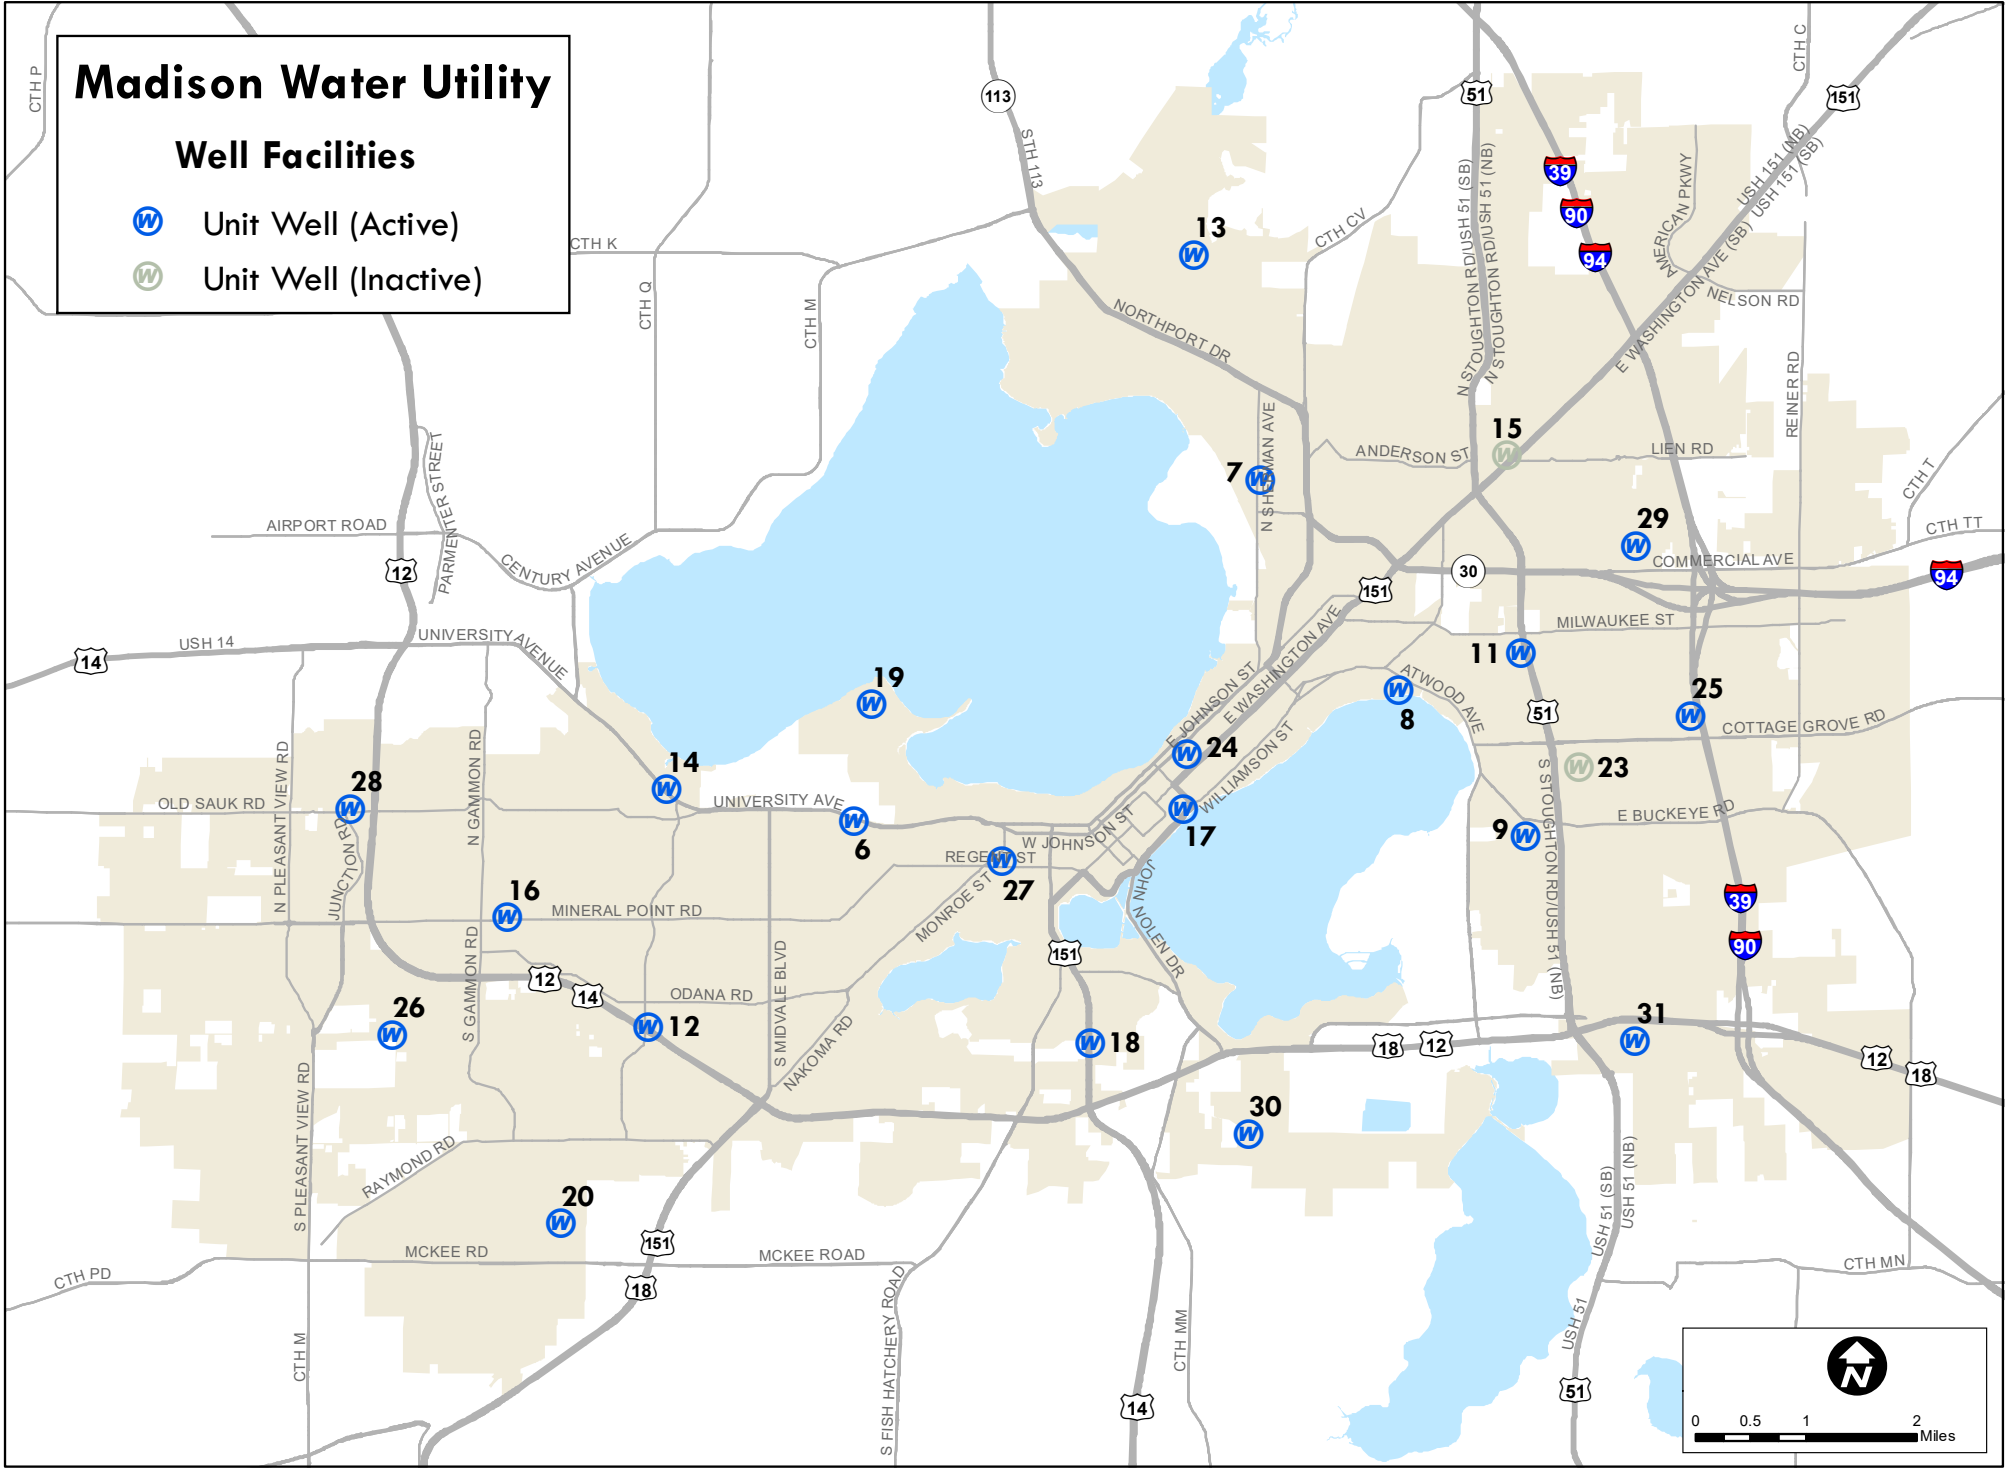 Madison Water Utility
Well Facilities
W Unit Well (Active)
W Unit Well (Inactive)
CTH P
CTH K
CTH Q
CTH M
113
STH 113
51
CTH C
151
39
90
94
USH 151 (NB)
USH 151 (SB)
AMERICAN PKWY
NELSON RD
E WASHINGTON AVE (SB)
CTH CV
N STOUGHTON RD/USH 51 (SB)
N STOUGHTON RD/USH 51 (NB)
13
W
NORTHPORT DR
REINER RD
N SHERMAN AVE
7
W
ANDERSON ST
15
W
LIEN RD
CTH T
CTH TT
29
W
COMMERCIAL AVE
30
94
151
AIRPORT ROAD
PARMENTER STREET
CENTURY AVENUE
12
14
USH 14
UNIVERSITY AVENUE
MILWAUKEE ST
11
W
19
W
8
W
ATWOOD AVE
51
25
W
COTTAGE GROVE RD
23
W
E JOHNSON ST
E WASHINGTON AVE
WILLIAMSON ST
24
W
17
W
N PLEASANT VIEW RD
N GAMMON RD
14
W
28
W
OLD SAUK RD
JUNCTION RD
UNIVERSITY AVE
6
W
W JOHNSON ST
REGENT ST
27
W
9
W
E BUCKEYE RD
S STOUGHTON RD/USH 51 (NB)
16
W
MINERAL POINT RD
MONROE ST
JOHN NOLEN DR
39
90
151
S GAMMON RD
12
14
ODANA RD
S MIDVALE BLVD
NAKOMA RD
26
W
12
W
18
W
18
12
31
W
12
18
S PLEASANT VIEW RD
RAYMOND RD
30
W
20
W
151
18
MCKEE RD
MCKEE ROAD
CTH PD
CTH M
S FISH HATCHERY ROAD
CTH MM
14
USH 51 (SB)
USH 51 (NB)
USH 51
51
CTH MN
N
0 0.5 1 2
Miles